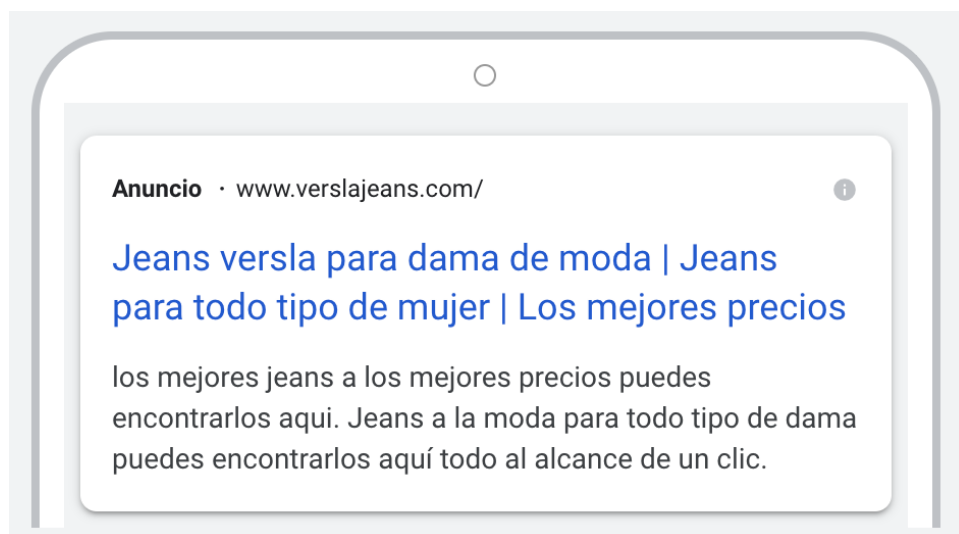 Anuncio · www.verslajeans.com/
Jeans versla para dama de moda | Jeans
para todo tipo de mujer | Los mejores precios
los mejores jeans a los mejores precios puedes
encontrarlos aqui. Jeans a la moda para todo tipo de dama
puedes encontrarlos aquí todo al alcance de un clic.